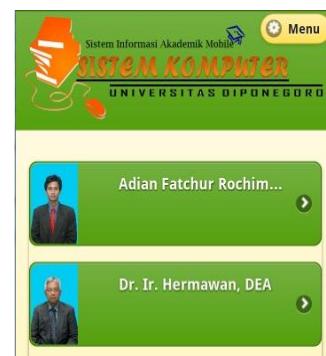 Menu
Sistem Informasi Akademik Mobile
SISTEM KOMPUTER
UNIVERSITAS DIPONEGORO
Adian Fatchur Rochim...
Dr. Ir. Hermawan, DEA